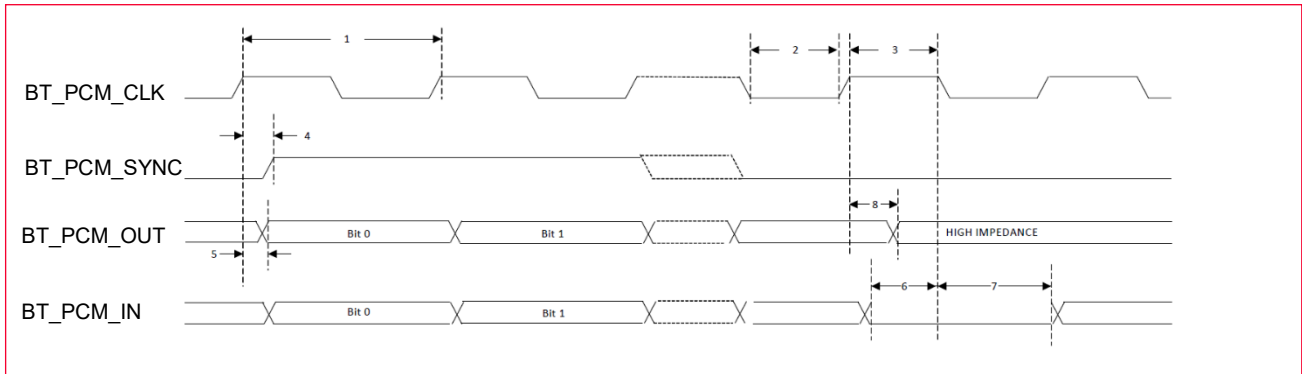 1
2
3
BT_PCM_CLK
4
BT_PCM_SYNC
8
BT_PCM_OUT
Bit 0
Bit 1
HIGH IMPEDANCE
5
6
7
BT_PCM_IN
Bit 0
Bit 1